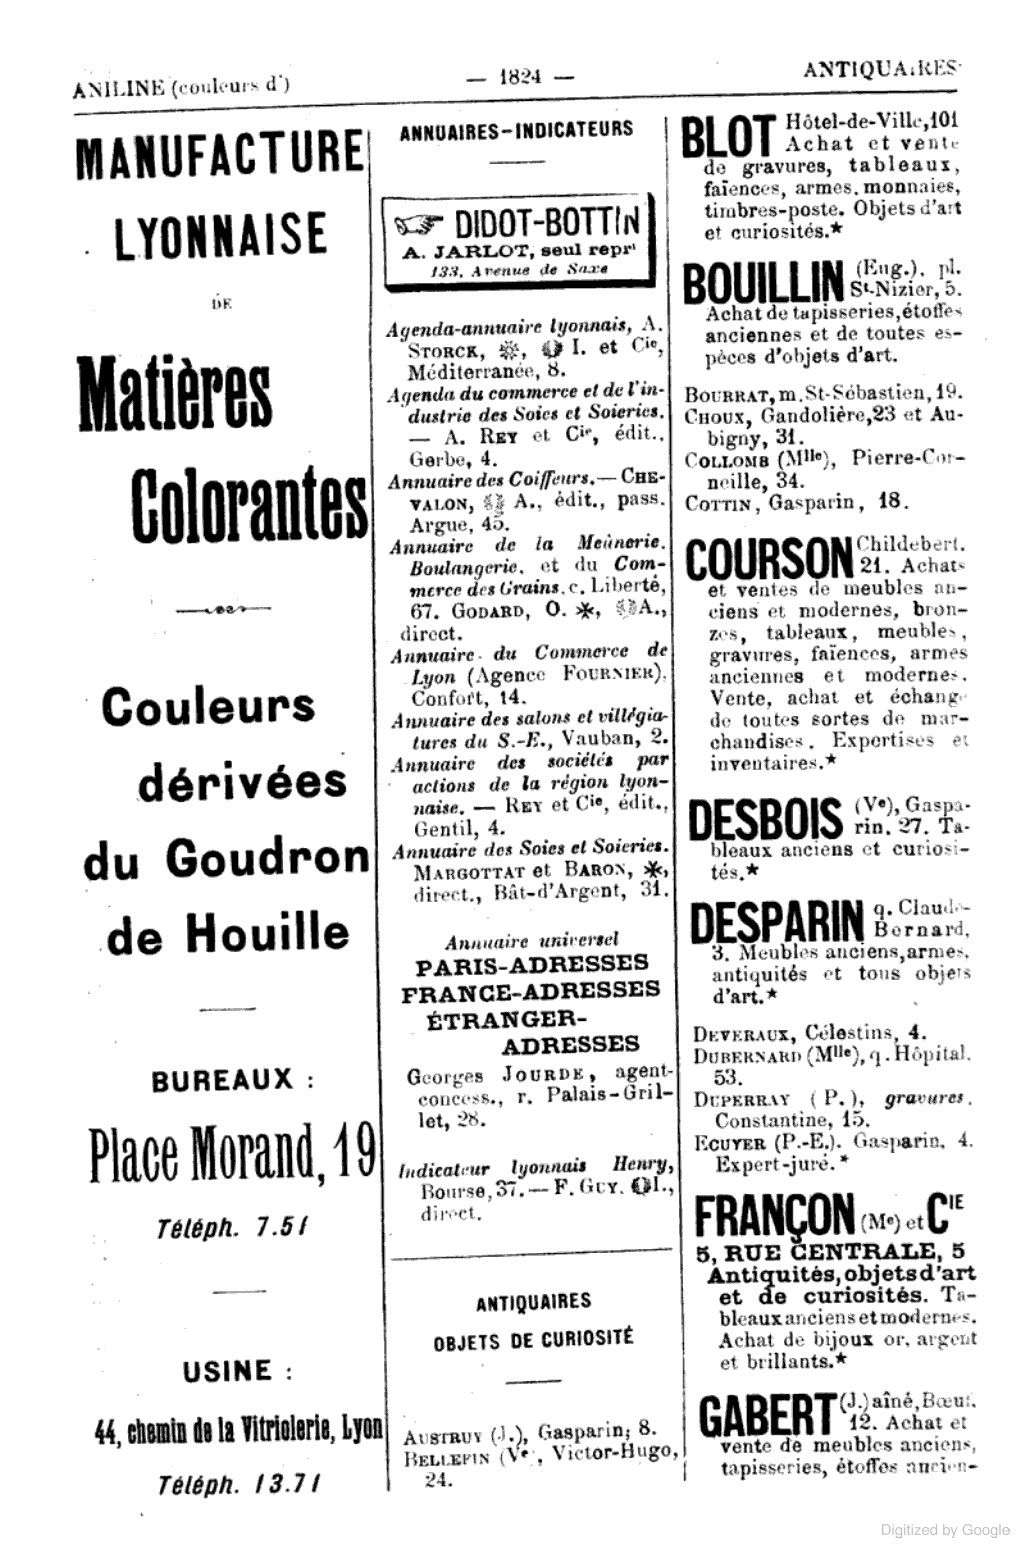 ANILINE (couleurs d')
— 1824 —
ANTIQUAIRES
MANUFACTURE
LYONNAISE
DE
Matières
Colorantes
Couleurs
dérivées
du Goudron
de Houille
BUREAUX :
Place Morand, 19
Téléph. 7.51
USINE :
44, chemin de la Vitriolerie, Lyon
Téléph. 13.71
ANNUAIRES-INDICATEURS
DIDOT-BOTTIN
A. JARLOT, seul repr^t
133, Avenue de Saxe
Agenda-annuaire lyonnais, A.
STORCK, I. et Cie,
Méditerranée, 8.
Agenda du commerce et de l'in-
dustrie des Soies et Soieries.
— A. REY et Cie, édit.,
Gerbe, 4.
Annuaire des Coiffeurs. — CHE-
VALON, A., édit., pass.
Argue, 45.
Annuaire de la Meûnerie.
Boulangerie, et du Com-
merce des Grains, c. Liberté,
67. GODARD, O. A.,
direct.
Annuaire du Commerce de
Lyon (Agence FOURNIER),
Confort, 14.
Annuaire des salons et villégia-
tures du S.-E., Vauban, 2.
Annuaire des sociétés par
actions de la région lyon-
naise. — REY et Cie, édit.,
Gentil, 4.
Annuaire des Soies et Soieries.
MARGOTTAT et BARON,
direct., Bât-d'Argent, 31.
Annuaire universel
PARIS-ADRESSES
FRANCE-ADRESSES
ÉTRANGER-
ADRESSES
Georges JOURDE, agent-
concess., r. Palais-Gril-
let, 28.
Indicateur lyonnais Henry,
Bourse, 37. — F. GUY. I.,
direct.
ANTIQUAIRES
OBJETS DE CURIOSITÉ
AUSTRUY (J.), Gasparin, 8.
BELLEFIN (Ve), Victor-Hugo,
24.
BLOT Hôtel-de-Ville, 101
Achat et vente
de gravures, tableaux,
faïences, armes, monnaies,
timbres-poste. Objets d'art
et curiosités.★
BOUILLIN (Eug.), pl.
St-Nizier, 5.
Achat de tapisseries, étoffes
anciennes et de toutes es-
pèces d'objets d'art.
BOURRAT, m. St-Sébastien, 19.
CHOUX, Gandolière, 23 et Au-
bigny, 31.
COLLOMB (Mlle), Pierre-Cor-
neille, 34.
COTTIN, Gasparin, 18.
COURSON Childebert,
21. Achats
et ventes de meubles an-
ciens et modernes, bron-
zes, tableaux, meubles,
gravures, faïences, armes
anciennes et modernes.
Vente, achat et échange
de toutes sortes de mar-
chandises. Expertises et
inventaires.★
DESBOIS (Ve), Gaspa-
rin, 27. Ta-
bleaux anciens et curiosi-
tés.★
DESPARIN q. Claude-
Bernard,
3. Meubles anciens, armes,
antiquités et tous objets
d'art.★
DEVERAUX, Célestins, 4.
DUBERNARD (Mlle), q. Hôpital,
53.
DUPERRAY (P.), gravures,
Constantine, 15.
ECUYER (P.-E.). Gasparin, 4.
Expert-juré.★
FRANÇON (Me) et CIE
5, RUE CENTRALE, 5
Antiquités, objets d'art
et de curiosités. Ta-
bleaux anciens et modernes.
Achat de bijoux or, argent
et brillants.★
GABERT (J.) aîné, Bœuf,
12. Achat et
vente de meubles anciens,
tapisseries, étoffes ancien-
Digitized by Google